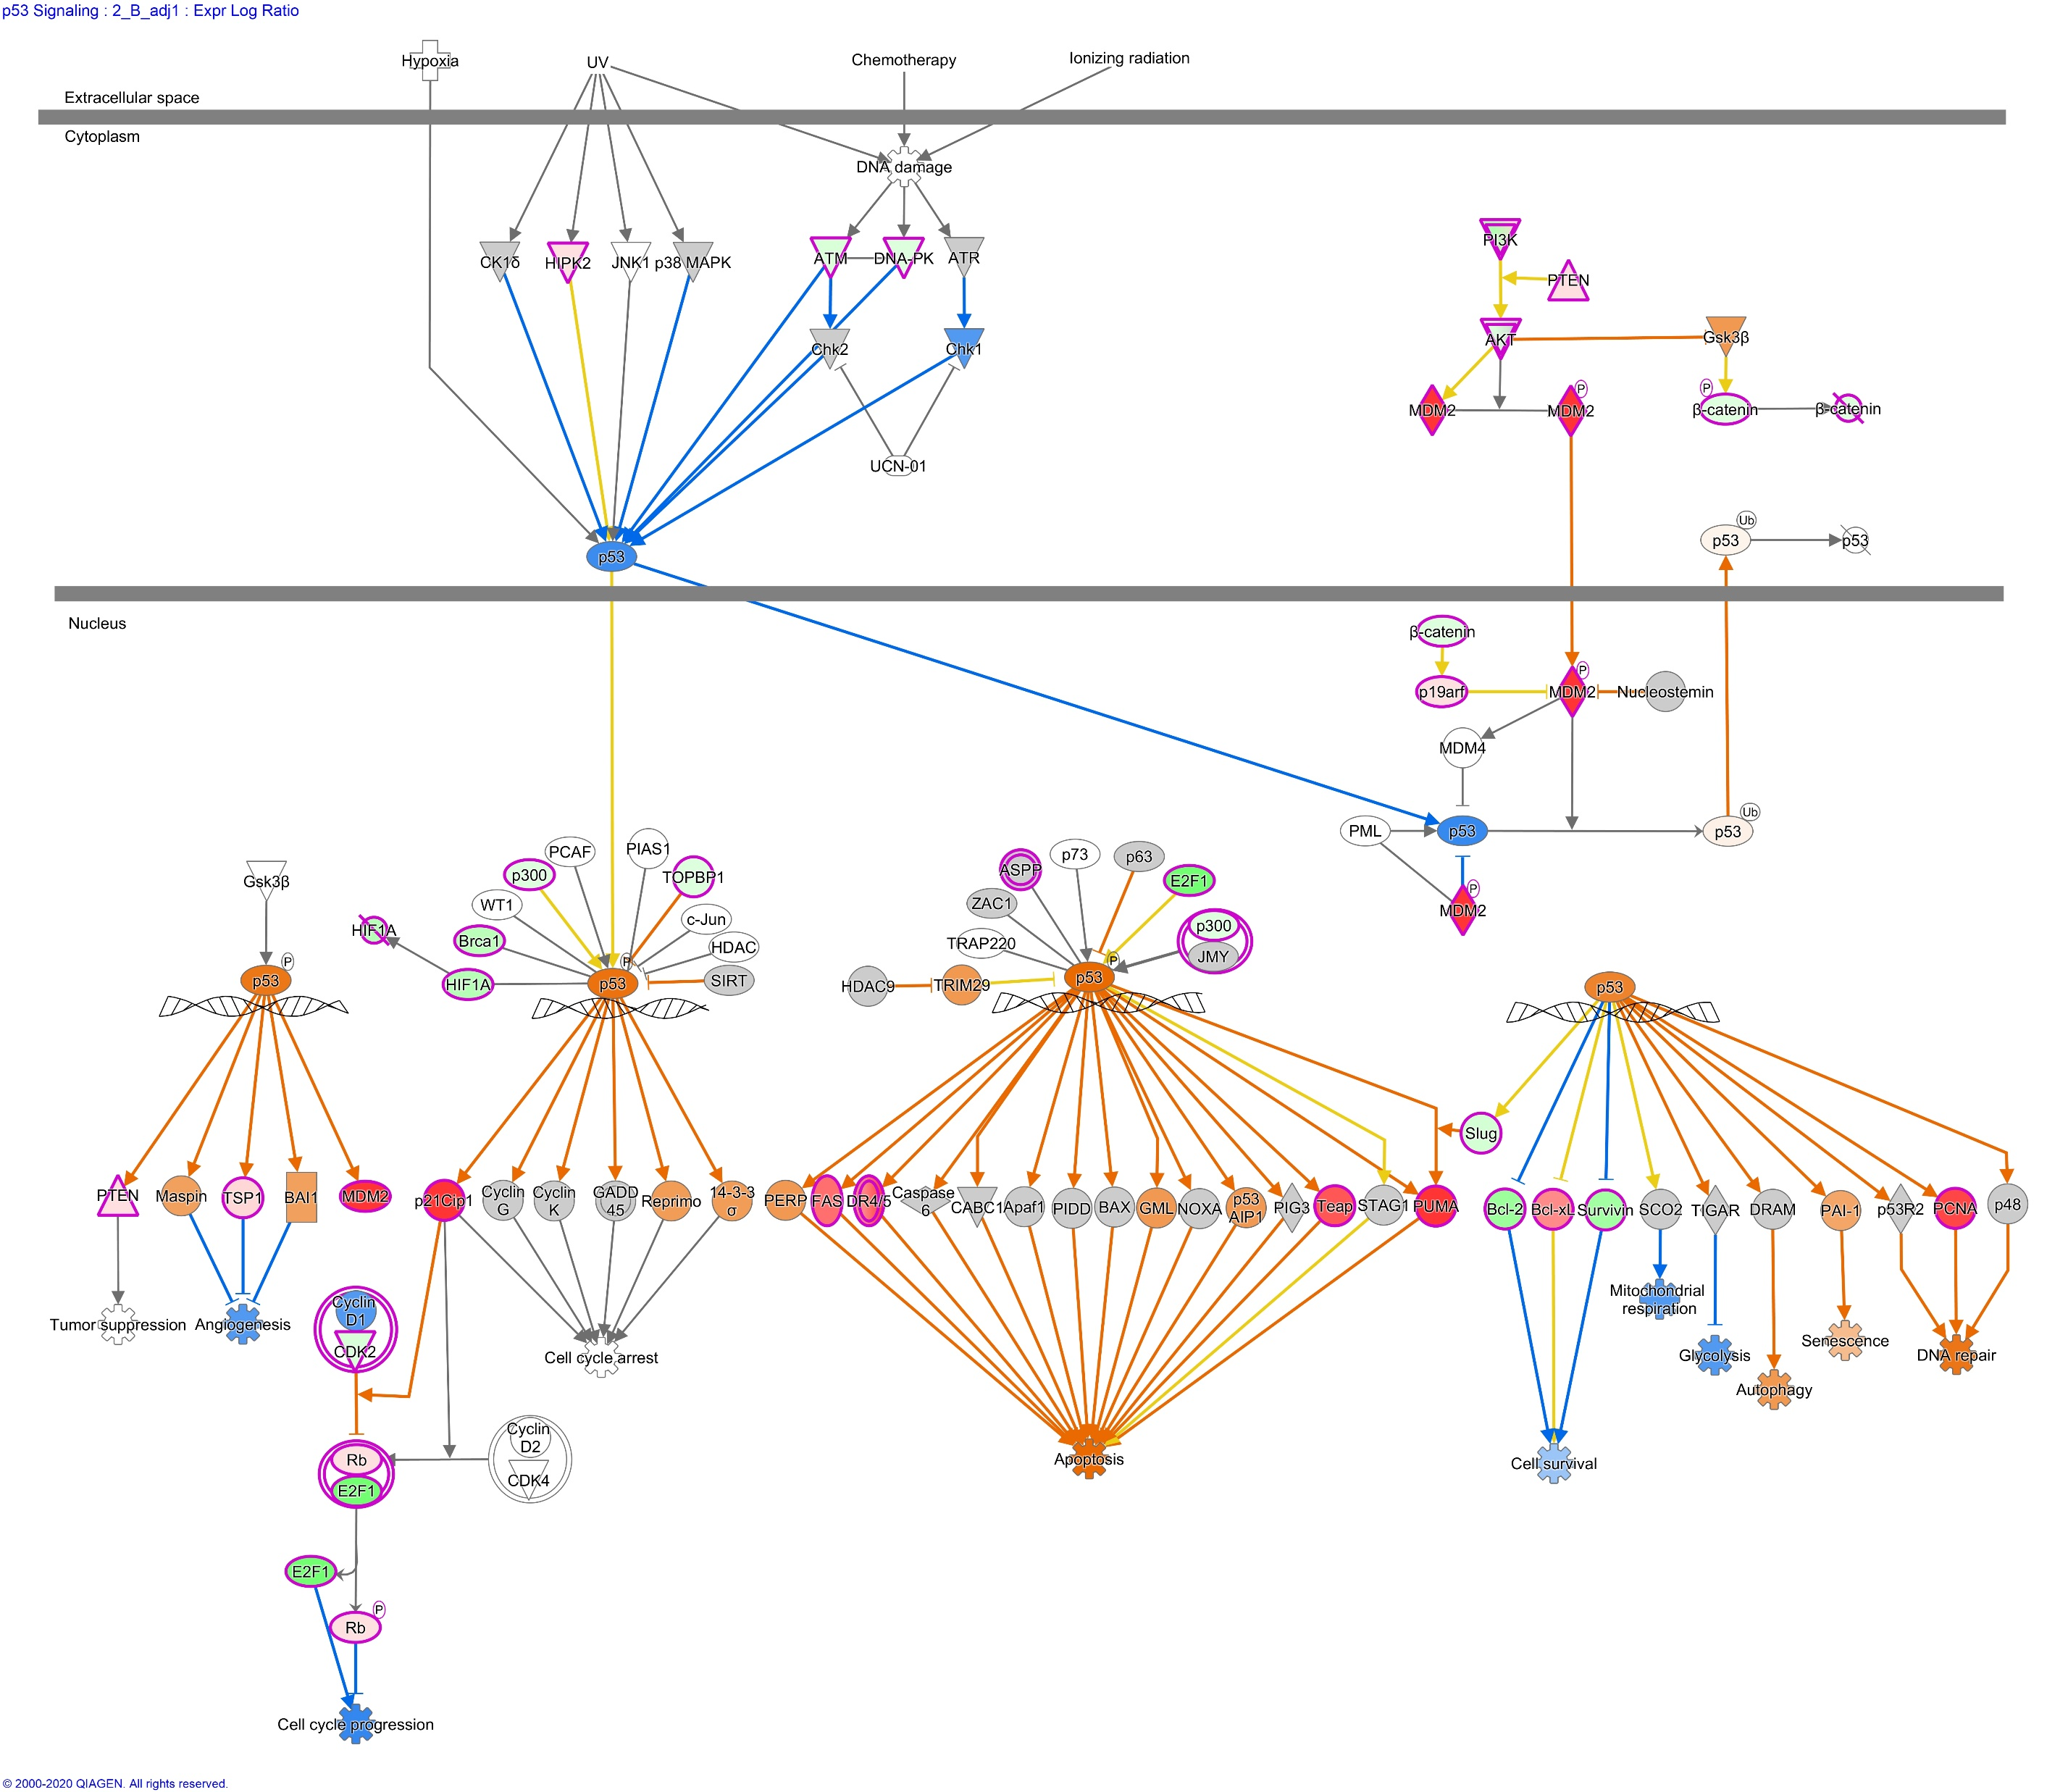 p53 Signaling : 2_B_adj1 : Expr Log Ratio
Hypoxia
UV
Chemotherapy
Ionizing radiation
Extracellular space
Cytoplasm
DNA damage
CK1δ
HIPK2
JNK1
p38 MAPK
ATM
DNA-PK
ATR
PI3K
PTEN
Chk2
Chk1
AKT
Gsk3β
MDM2
P
MDM2
P
β-catenin
β-catenin
UCN-01
p53
Ub
p53
p53
Nucleus
β-catenin
p19arf
P
MDM2
Nucleostemin
MDM4
PML
p53
Ub
p53
P
MDM2
Gsk3β
P
p53
HIF1A
HIF1A
Brca1
WT1
p300
PCAF
PIAS1
TOPBP1
c-Jun
HDAC
SIRT
P
p53
HDAC9
TRIM29
TRAP220
ZAC1
ASPP
p73
p63
E2F1
p300
JMY
P
p53
p53
PTEN
Maspin
TSP1
BAI1
MDM2
p21Cip1
Cyclin
G
Cyclin
K
GADD
45
Reprimo
14-3-3
σ
PERP
FAS
DR4/5
Caspase
6
CABC1
Apaf1
PIDD
BAX
GML
NOXA
p53
AIP1
PIG3
Teap
STAG1
PUMA
Slug
Bcl-2
Bcl-xL
Survivin
SCO2
TIGAR
DRAM
PAI-1
p53R2
PCNA
p48
Tumor suppression
Angiogenesis
Cyclin
D1
CDK2
Cell cycle arrest
Mitochondrial
respiration
Glycolysis
Autophagy
Senescence
DNA repair
Cyclin
D2
CDK4
Rb
E2F1
Apoptosis
Cell survival
E2F1
P
Rb
Cell cycle progression
© 2000-2020 QIAGEN. All rights reserved.